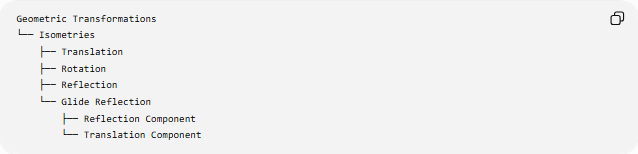 Geometric Transformations
└── Isometries
    ├── Translation
    ├── Rotation
    ├── Reflection
    └── Glide Reflection
        ├── Reflection Component
        └── Translation Component